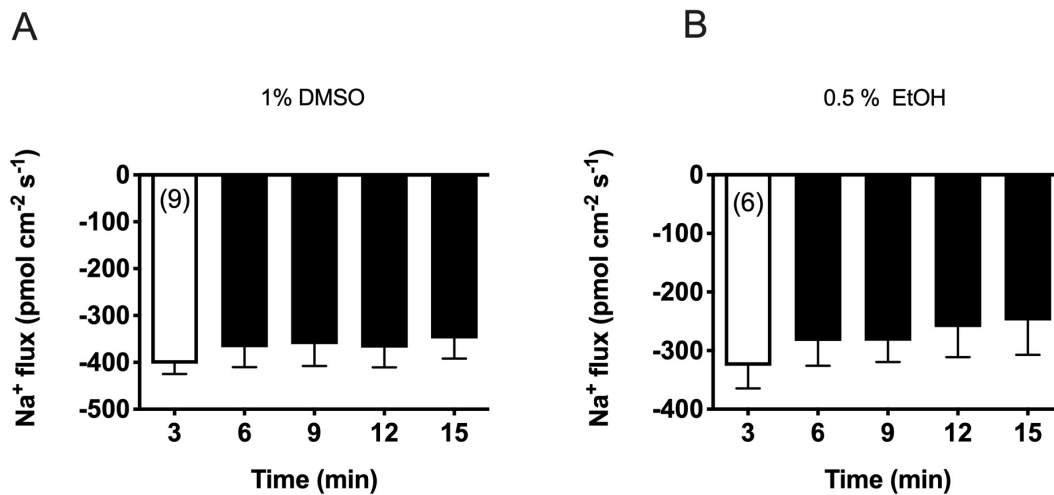 A
1% DMSO
Na⁺ flux (pmol cm⁻² s⁻¹)
0
-100
-200
-300
-400
-500
(9)
3 6 9 12 15
Time (min)
B
0.5 % EtOH
Na⁺ flux (pmol cm⁻² s⁻¹)
0
-100
-200
-300
-400
(6)
3 6 9 12 15
Time (min)